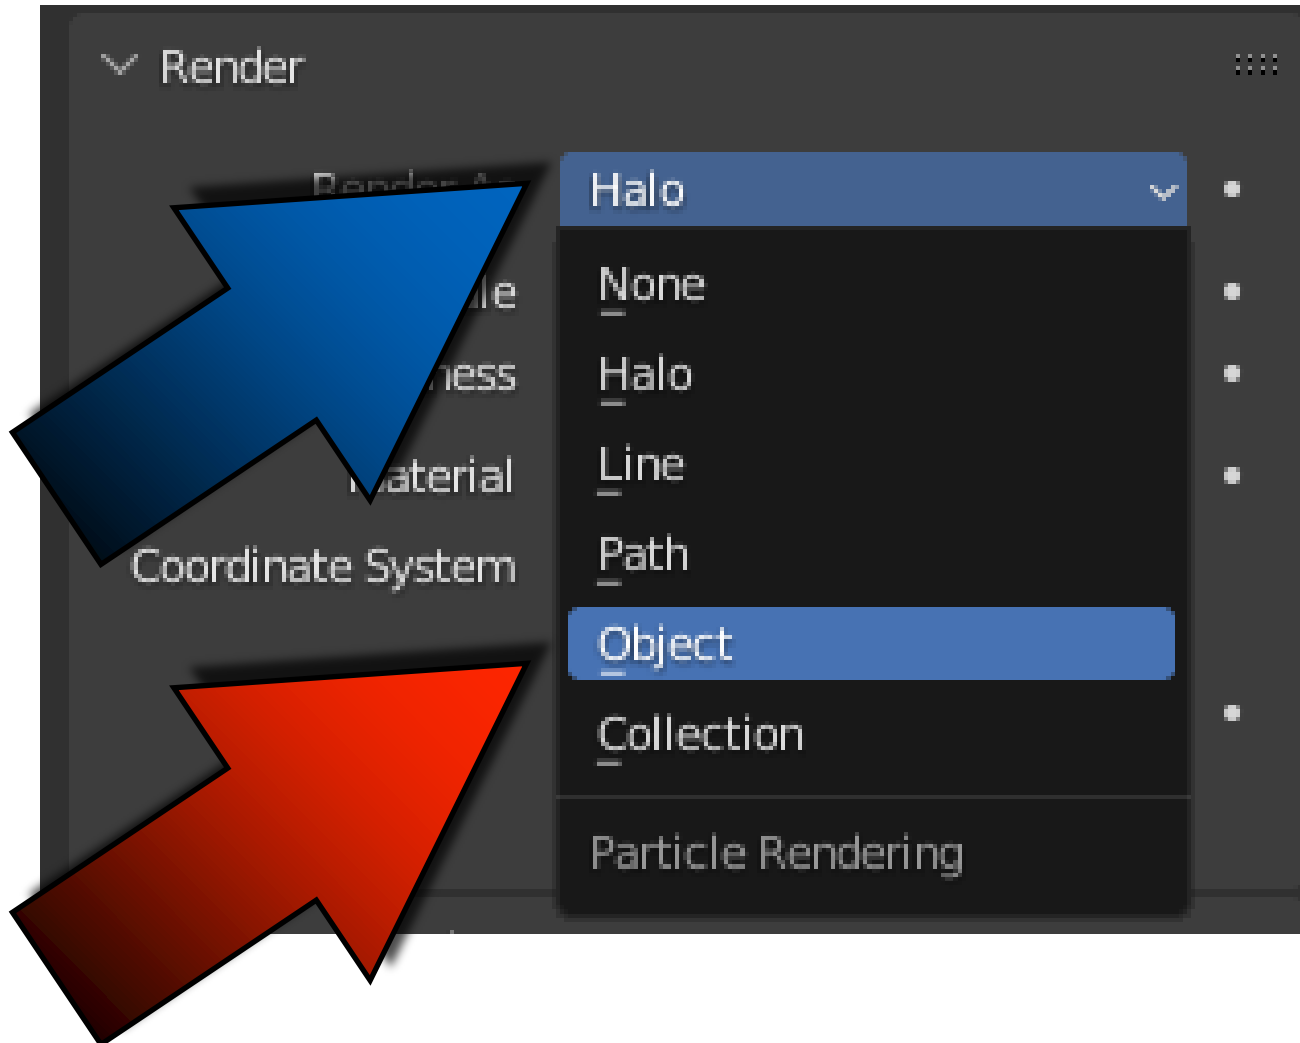 Render
Halo
None
Halo
Line
Path
Coordinate System
Object
Collection
Particle Rendering